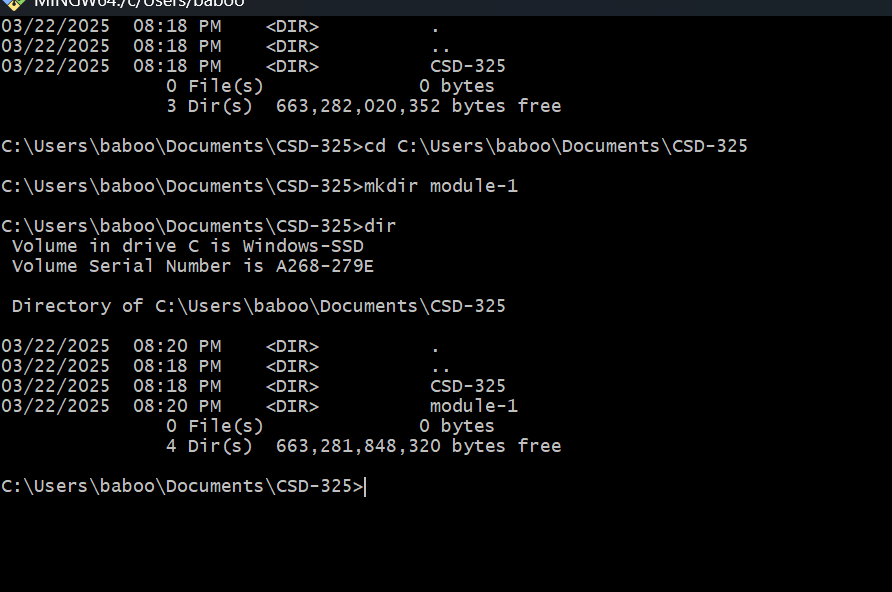 MINGW64:/c/Users/baboo
03/22/2025  08:18 PM    <DIR>          .
03/22/2025  08:18 PM    <DIR>          ..
03/22/2025  08:18 PM    <DIR>          CSD-325
               0 File(s)              0 bytes
               3 Dir(s)  663,282,020,352 bytes free
C:\Users\baboo\Documents\CSD-325>cd C:\Users\baboo\Documents\CSD-325
C:\Users\baboo\Documents\CSD-325>mkdir module-1
C:\Users\baboo\Documents\CSD-325>dir
 Volume in drive C is Windows-SSD
 Volume Serial Number is A268-279E
 Directory of C:\Users\baboo\Documents\CSD-325
03/22/2025  08:20 PM    <DIR>          .
03/22/2025  08:18 PM    <DIR>          ..
03/22/2025  08:18 PM    <DIR>          CSD-325
03/22/2025  08:20 PM    <DIR>          module-1
               0 File(s)              0 bytes
               4 Dir(s)  663,281,848,320 bytes free
C:\Users\baboo\Documents\CSD-325>